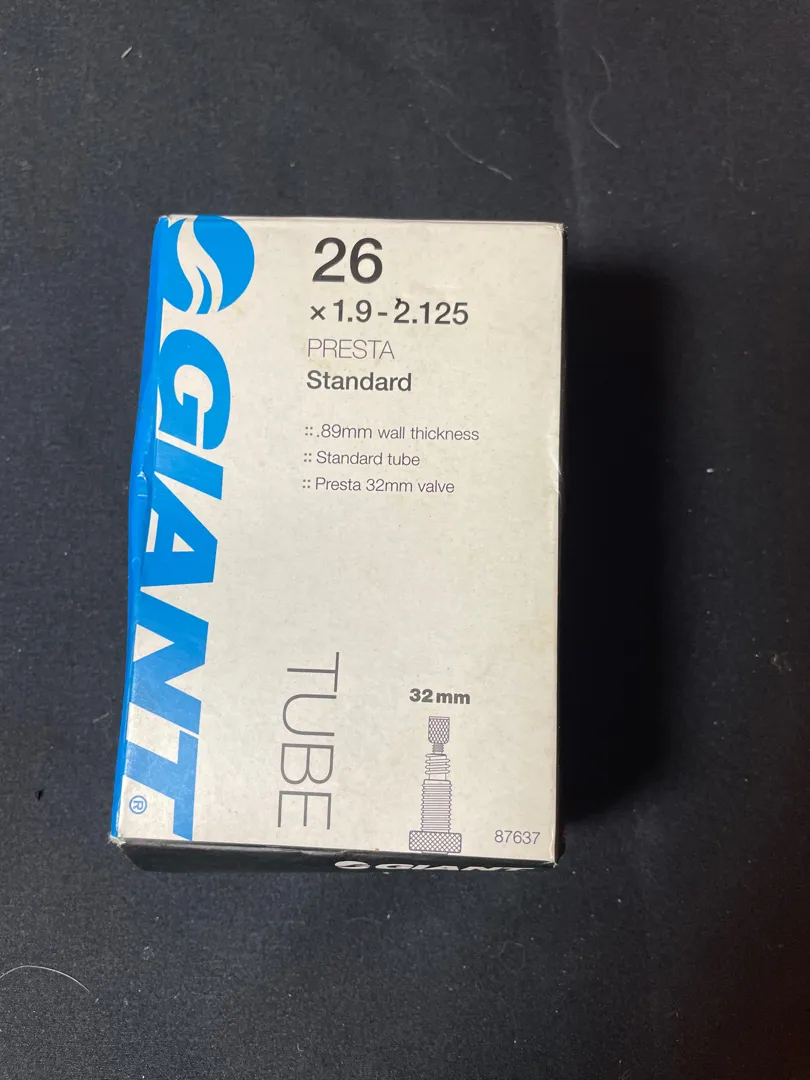 26
× 1.9 - 2.125
PRESTA
Standard
:: .89mm wall thickness
:: Standard tube
:: Presta 32mm valve
GIANT®
TUBE
32mm
87637
GIANT